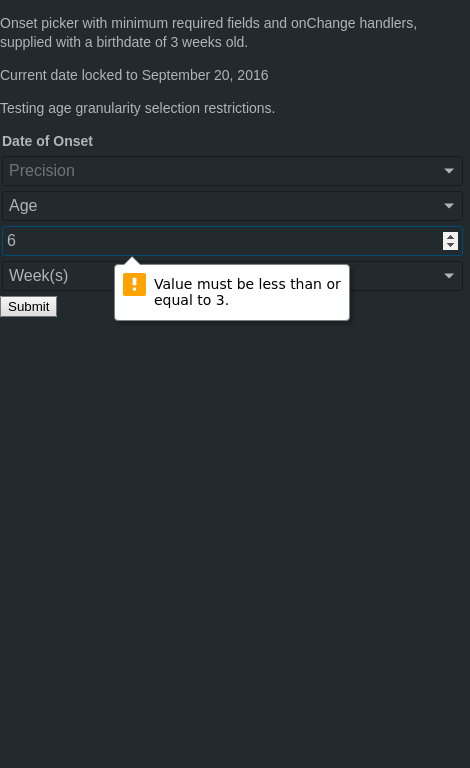 Onset picker with minimum required fields and onChange handlers,
supplied with a birthdate of 3 weeks old.
Current date locked to September 20, 2016
Testing age granularity selection restrictions.
Date of Onset
Precision
Age
6
Week(s)
Value must be less than or
equal to 3.
Submit